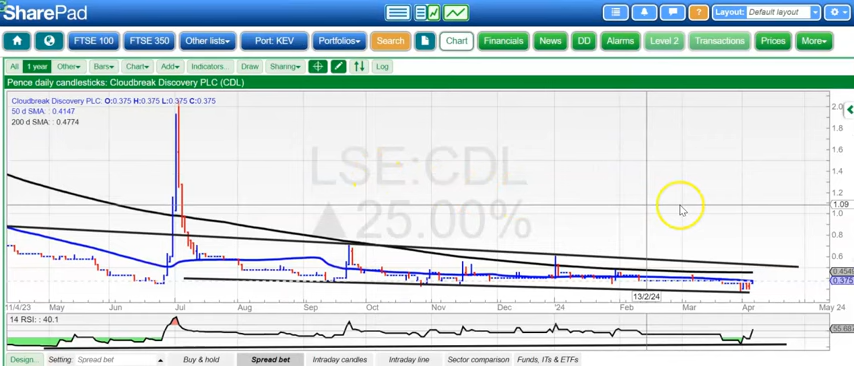 SharePad
Layout: Default layout
FTSE 100 FTSE 350 Other lists Port: KEV Portfolios Search Chart Financials News DD Alarms Level 2 Transactions Prices More
All 1 year Other Bars Chart Add Indicators.. Draw Sharing Log
Pence daily candlesticks: Cloudbreak Discovery PLC (CDL)
Cloudbreak Discovery PLC: O:0.375 H:0.375 L:0.375 C:0.375
50 d SMA: : 0.4147
200 d SMA: : 0.4774
LSE:CDL
▲25.00%
2.0
1.8
1.6
1.4
1.2
1.09
1.0
0.8
0.6
0.375
11/4/23 May Jun Jul Aug Sep Oct Nov Dec '24 Feb 13/2/24 Mar Apr May 24
14 RSI: : 40.1
Design... Setting: Spread bet Buy & hold Spread bet Intraday candles Intraday line Sector comparison Funds, ITs & ETFs